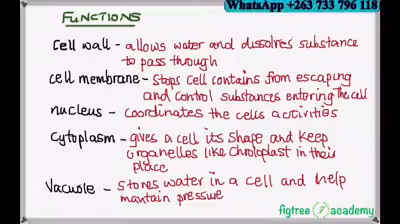 WhatsApp +263 733 796 118
FUNCTIONS
Cell wall - allows water and dissolves substance
to pass through
cell membrane - stops cell contains from escaping
and control substances entering the cell
nucleus - coordinates the cells activities
Cytoplasm - gives a cell its shape and keep
organelles like chroloplast in their
place
Vacuole - stores water in a cell and help
maintain pressure
figtree academy